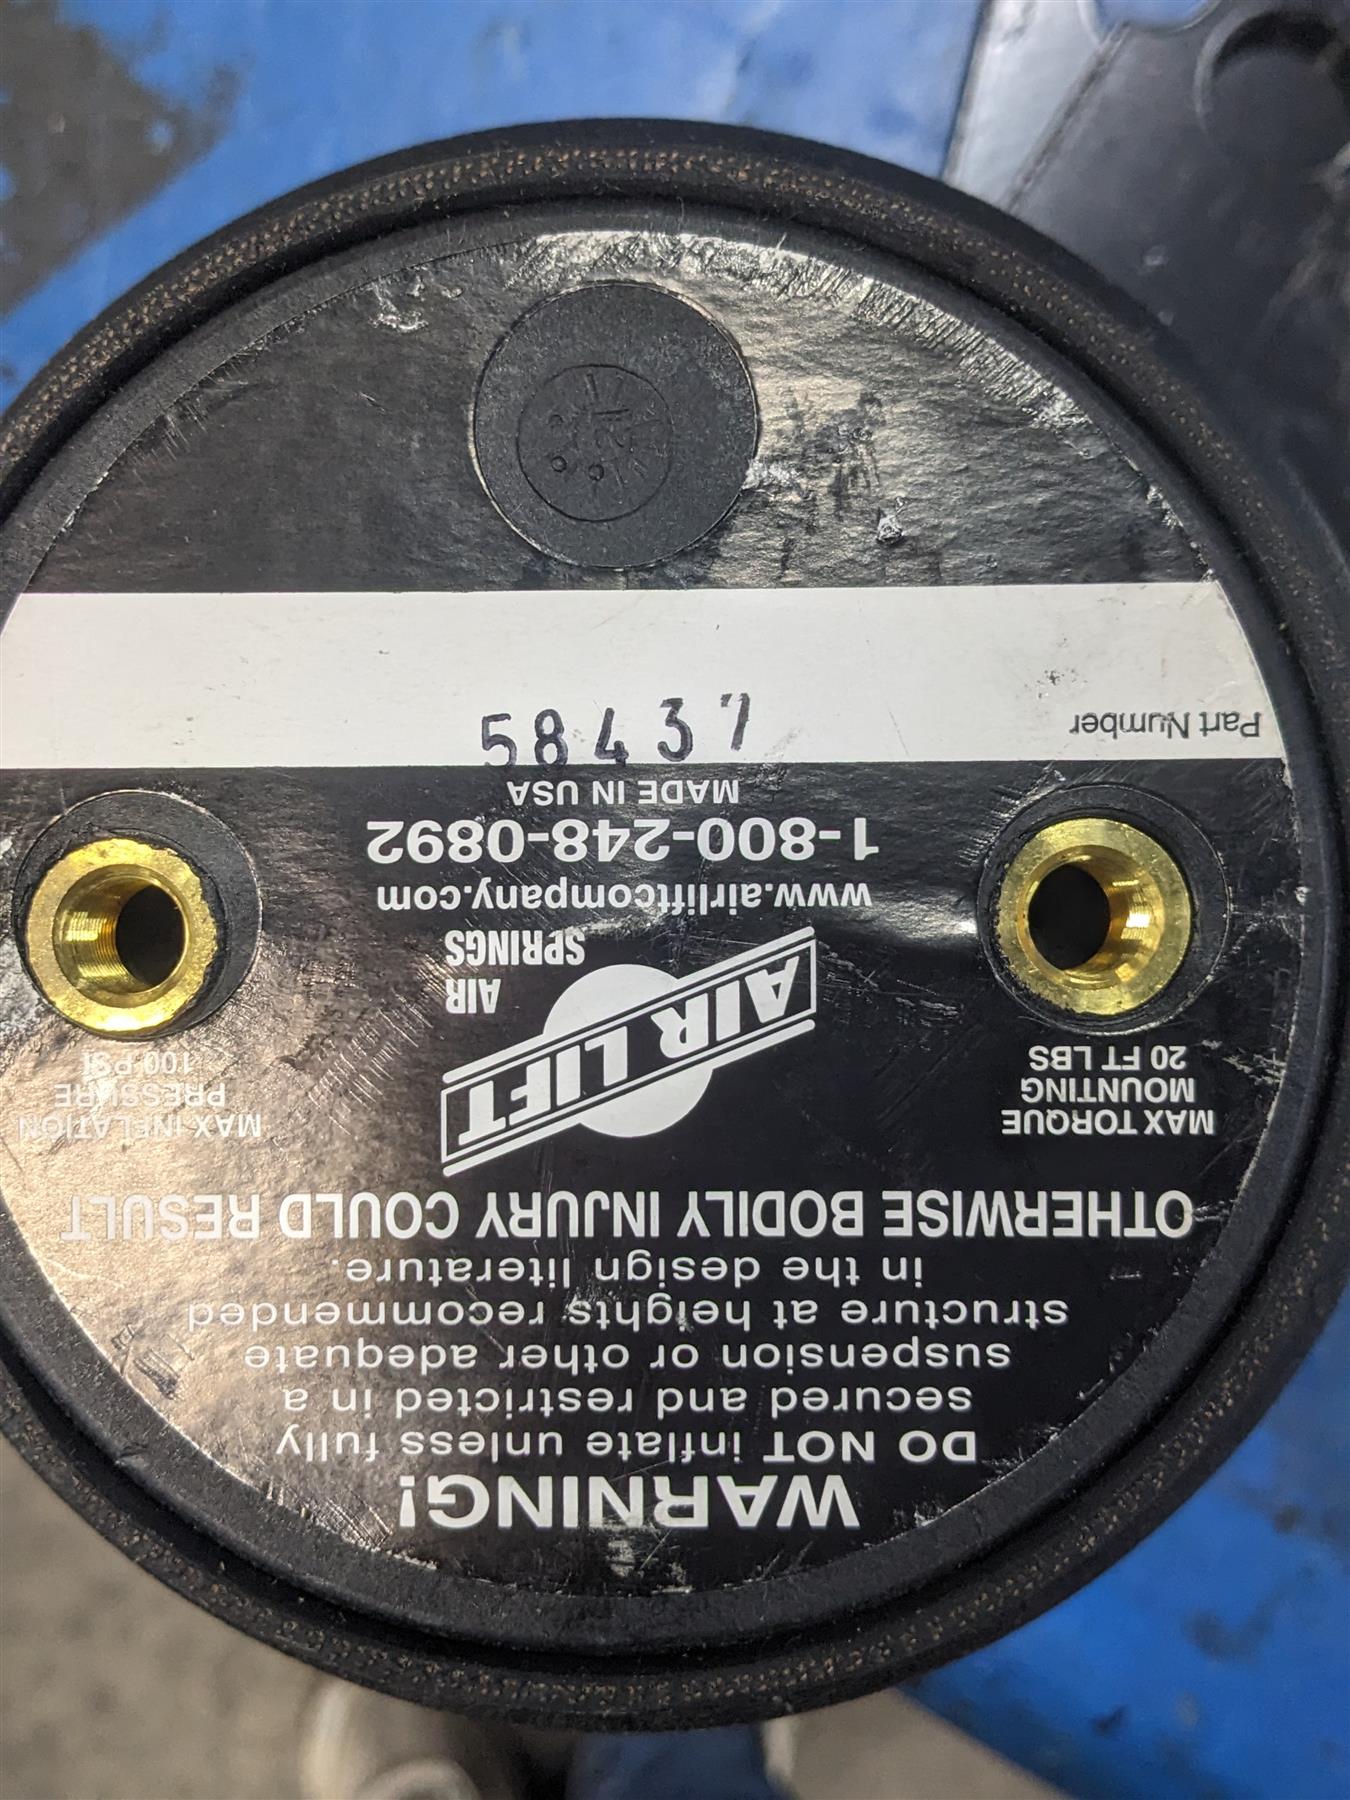 WARNING!
DO NOT inflate unless fully
secured and restricted in a
suspension or other adequate
structure at heights recommended
in the design literature.
OTHERWISE BODILY INJURY COULD RESULT
MAX TORQUE
MOUNTING
20 FT LBS
AIR LIFT
AIR
SPRINGS
MAX INFLATION
PRESSURE
100 PSI
www.airliftcompany.com
1-800-248-0892
MADE IN USA
Part Number
58437